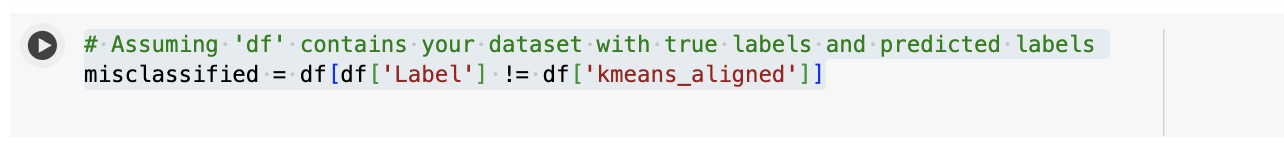 # Assuming 'df' contains your dataset with true labels and predicted labels
misclassified = df[df['Label'] != df['kmeans_aligned']]